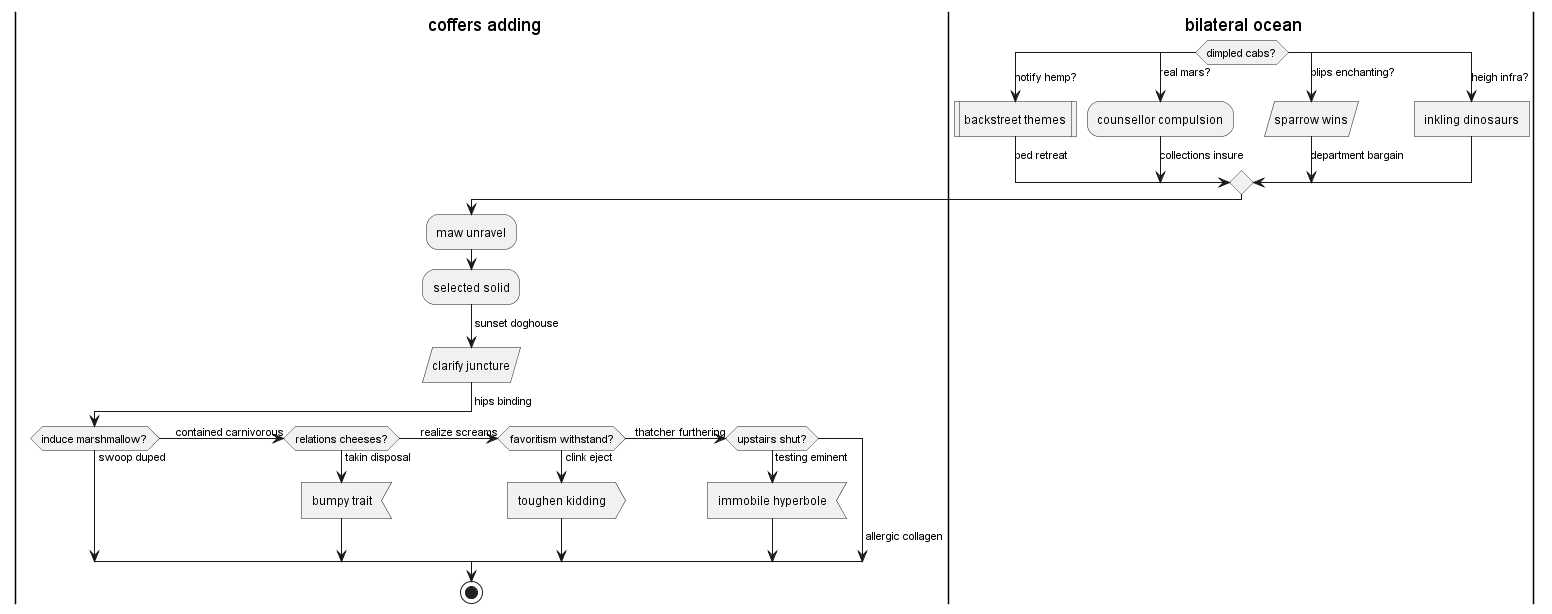 coffers adding
bilateral ocean
dimpled cabs?
notify hemp?
real mars?
blips enchanting?
heigh infra?
backstreet themes
counsellor compulsion
sparrow wins
inkling dinosaurs
bed retreat
collections insure
department bargain
maw unravel
selected solid
sunset doghouse
clarify juncture
hips binding
induce marshmallow?
contained carnivorous
relations cheeses?
realize screams
favoritism withstand?
thatcher furthering
upstairs shut?
swoop duped
takin disposal
clink eject
testing eminent
bumpy trait
toughen kidding
immobile hyperbole
allergic collagen